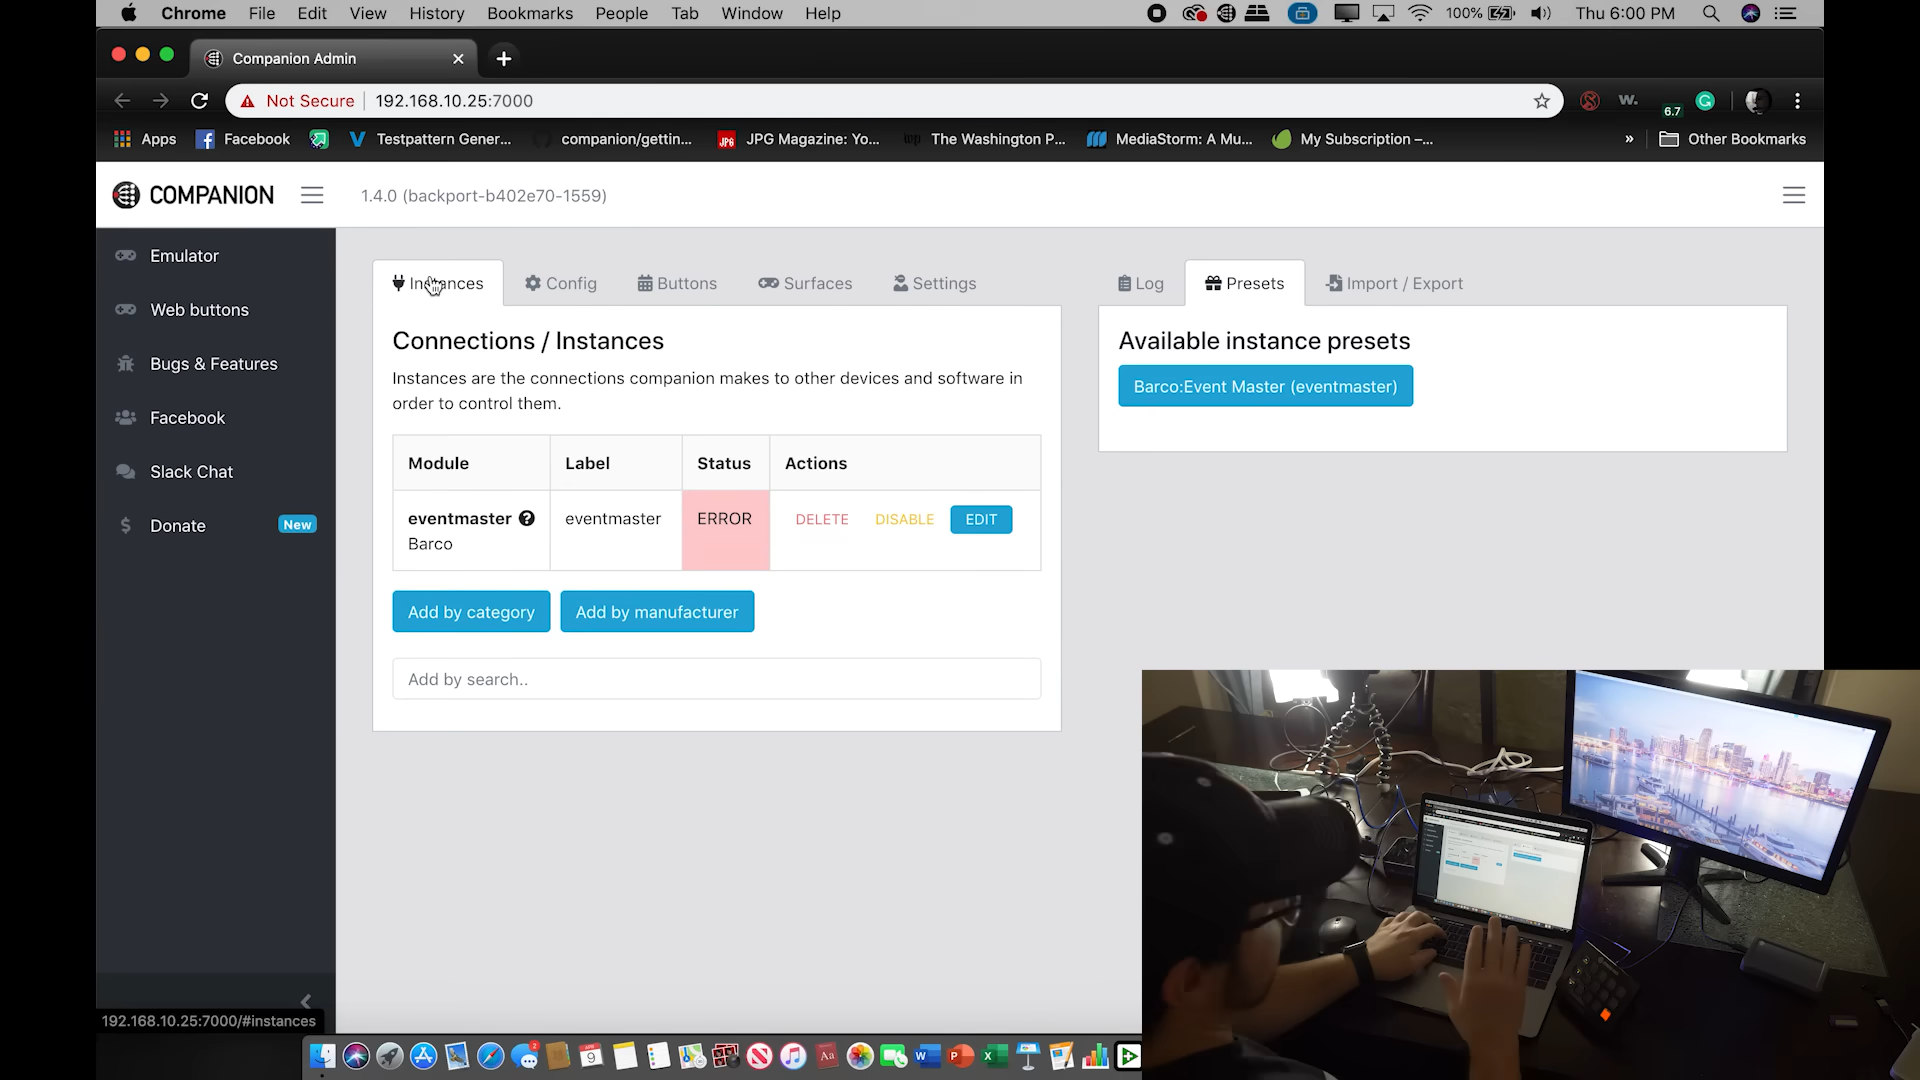 Chrome File Edit View History Bookmarks People Tab Window Help 100% Thu 6:00 PM
Companion Admin
Not Secure 192.168.10.25:7000 W. 6.7
Apps Facebook Testpattern Gener... companion/gettin... JPG JPG Magazine: Yo... The Washington P... MediaStorm: A Mu... My Subscription –... » Other Bookmarks
COMPANION 1.4.0 (backport-b402e70-1559)
Emulator
Web buttons
Bugs & Features
Facebook
Slack Chat
Donate New
Instances Config Buttons Surfaces Settings
Connections / Instances
Instances are the connections companion makes to other devices and software in
order to control them.
Module Label Status Actions
eventmaster eventmaster ERROR DELETE DISABLE EDIT
Barco
Add by category Add by manufacturer
Add by search..
Log Presets Import / Export
Available instance presets
Barco:Event Master (eventmaster)
192.168.10.25:7000/#instances